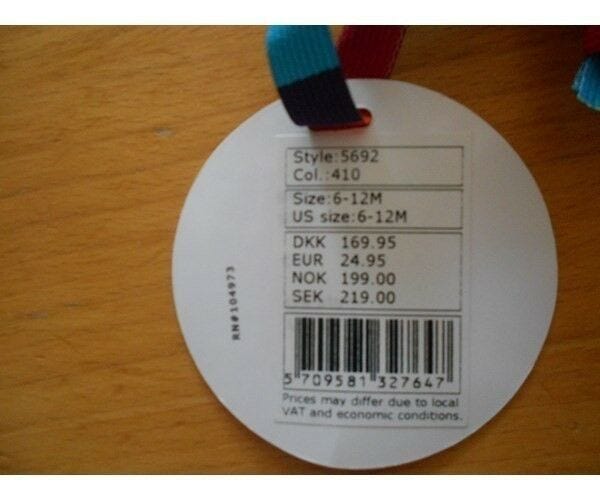 Style:5692
Col.:410
Size:6-12M
US size:6-12M
DKK 169.95
EUR 24.95
NOK 199.00
SEK 219.00
5 709581 327647
Prices may differ due to local
VAT and economic conditions.
RN#104973